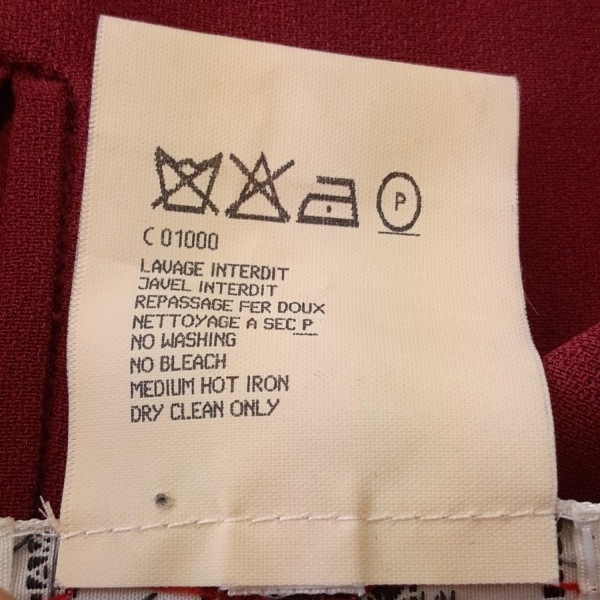 P
C 01000
LAVAGE INTERDIT
JAVEL INTERDIT
REPASSAGE FER DOUX
NETTOYAGE A SEC P
NO WASHING
NO BLEACH
MEDIUM HOT IRON
DRY CLEAN ONLY